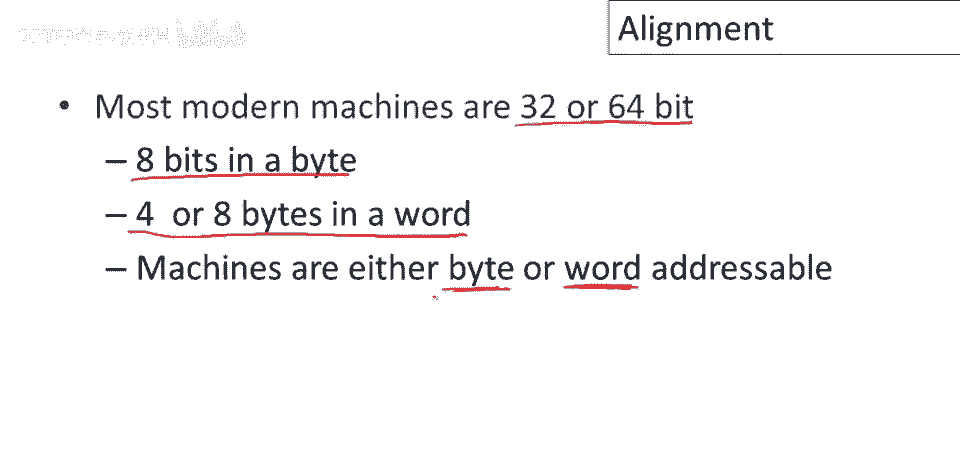 Alignment
• Most modern machines are 32 or 64 bit
– 8 bits in a byte
– 4 or 8 bytes in a word
– Machines are either byte or word addressable